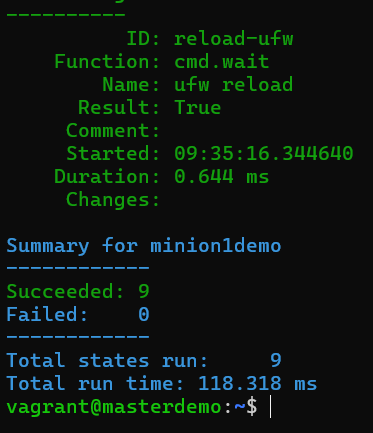 ----------
ID: reload-ufw
Function: cmd.wait
Name: ufw reload
Result: True
Comment:
Started: 09:35:16.344640
Duration: 0.644 ms
Changes:
Summary for minion1demo
------------
Succeeded: 9
Failed:    0
------------
Total states run:     9
Total run time: 118.318 ms
vagrant@masterdemo:~$